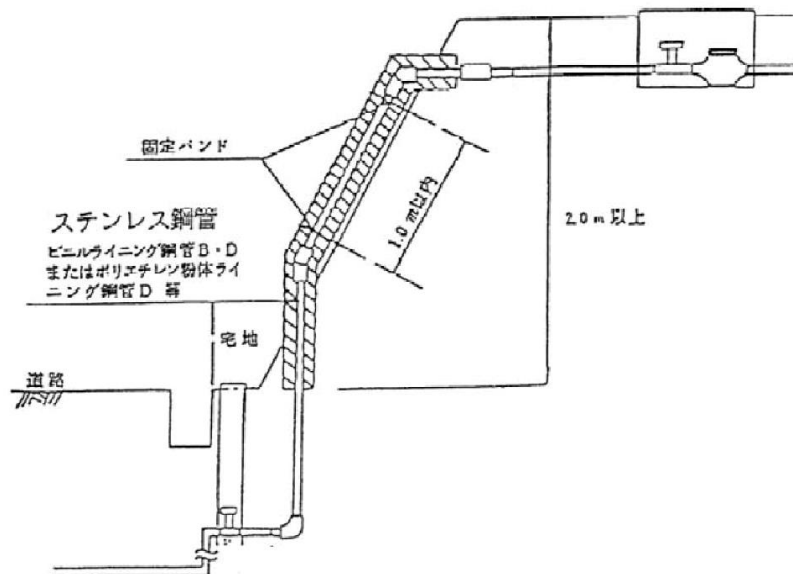 固定バンド
1.0m以内
2.0m以上
ステンレス鋼管
ビニルライニング鋼管B・D
またはポリエチレン粉体ライ
ニング鋼管D 等
宅地
道路